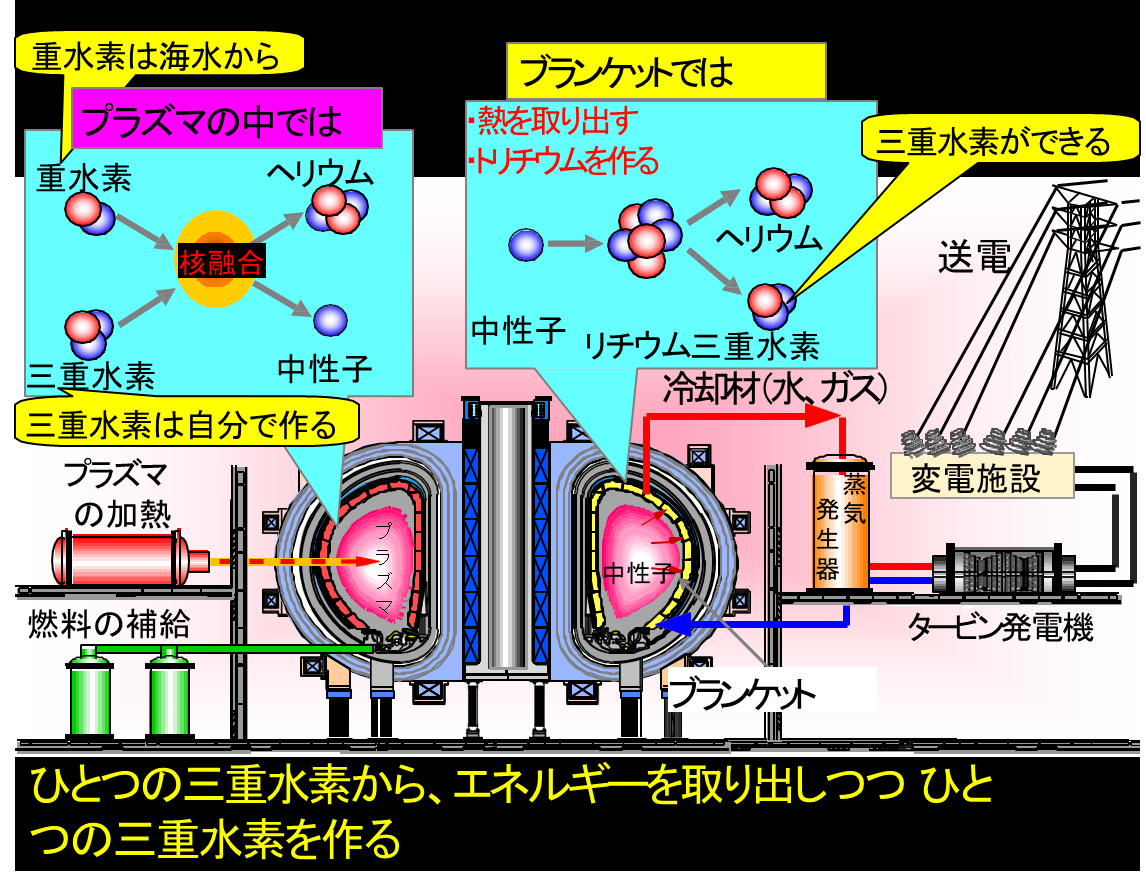 重水素は海水から
プラズマの中では
重水素
ヘリウム
核融合
三重水素
中性子
三重水素は自分で作る
ブランケットでは
・熱を取り出す
・トリチウムを作る
三重水素ができる
ヘリウム
中性子
リチウム
三重水素
冷却材(水、ガス)
送電
変電施設
プラズマ
の加熱
プラズマ
中性子
蒸気
発生器
燃料の補給
タービン発電機
ブランケット
ひとつの三重水素から、エネルギーを取り出しつつ ひと
つの三重水素を作る